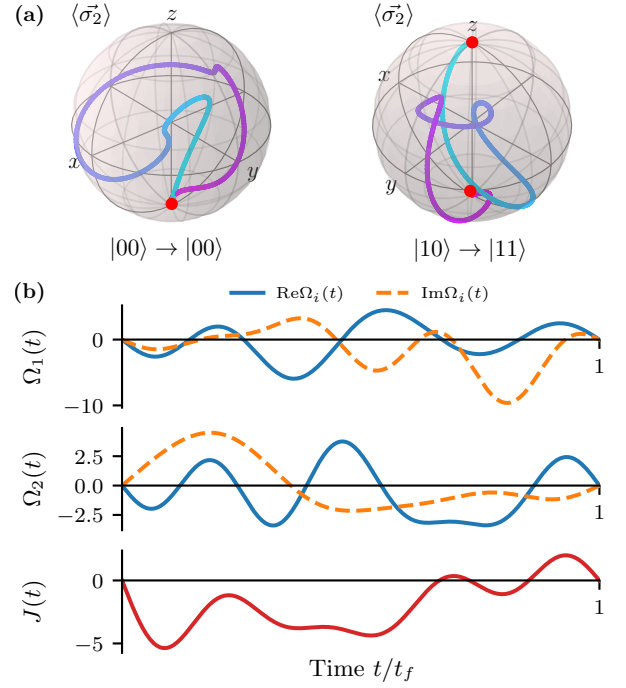 (a)
⟨σ⃗₂⟩ z x y |00⟩ → |00⟩
⟨σ⃗₂⟩ z x y |10⟩ → |11⟩
(b)
ReΩᵢ(t) ImΩᵢ(t)
Ω₁(t) 0 −10 1
Ω₂(t) 2.5 0.0 −2.5 1
J(t) 0 −5 1
Time t/t_f